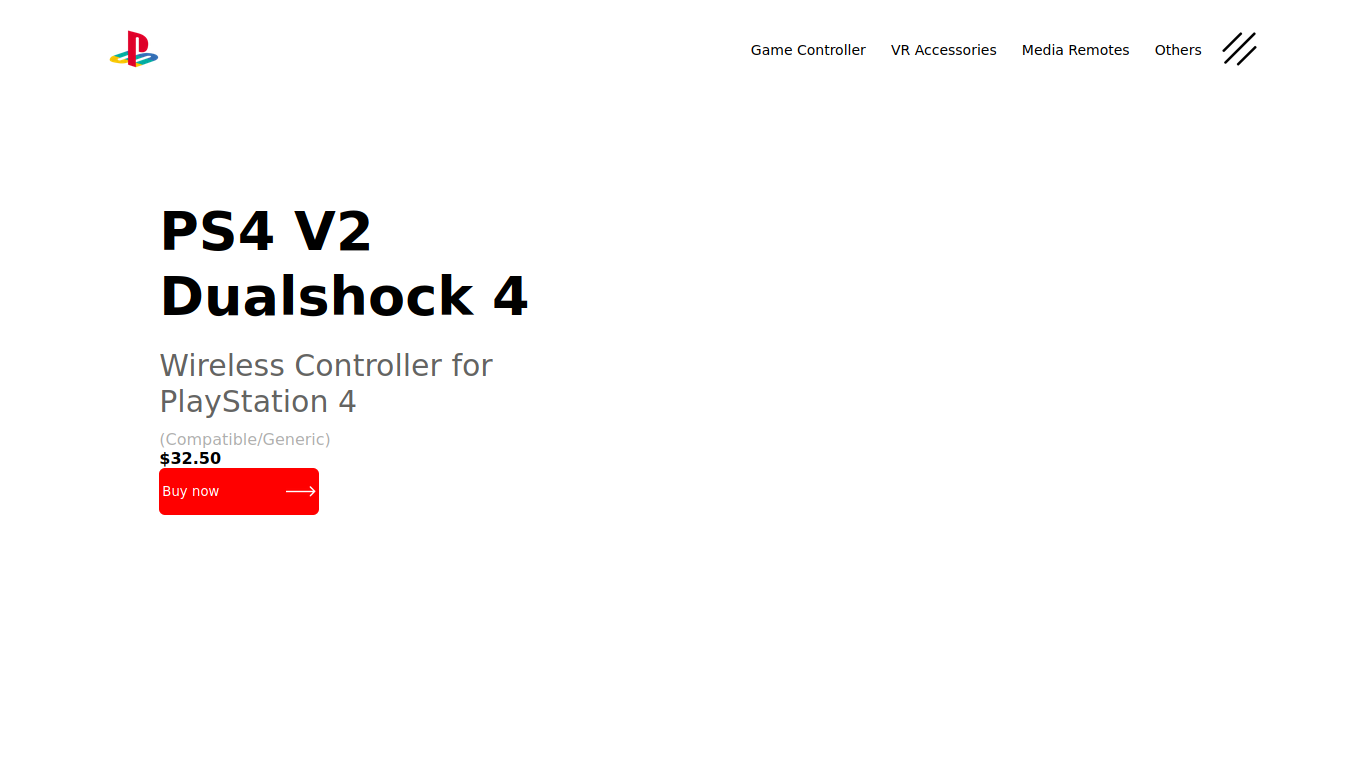 Game Controller VR Accessories Media Remotes Others
PS4 V2
Dualshock 4
Wireless Controller for
PlayStation 4
(Compatible/Generic)
$32.50
Buy now